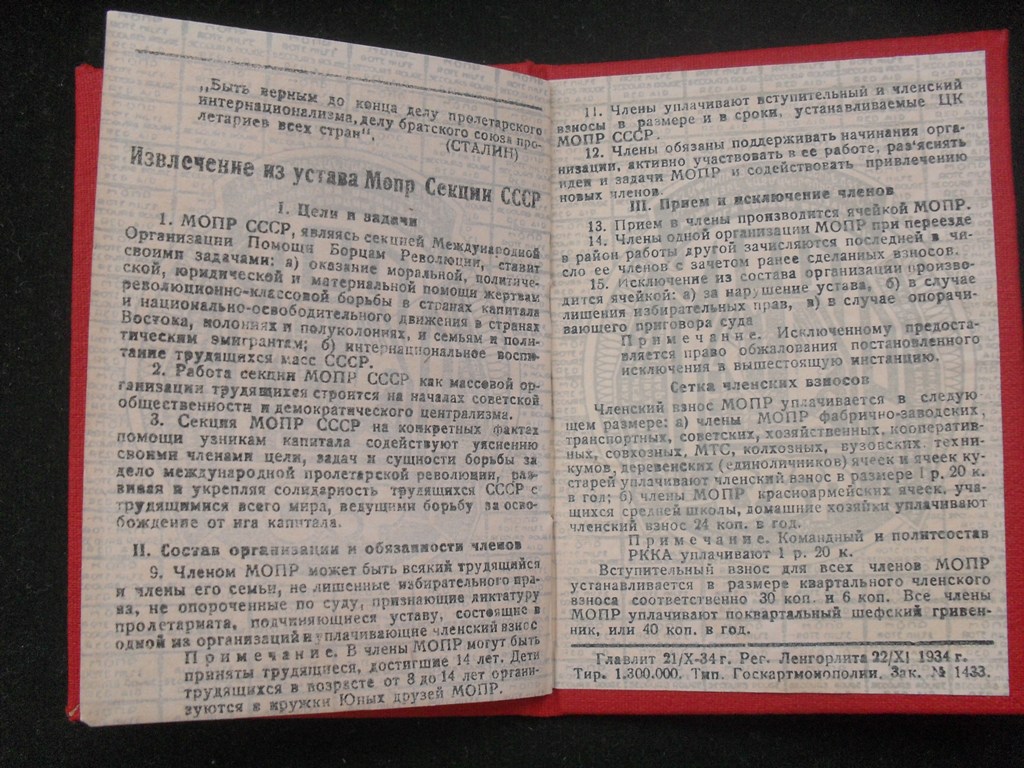 „Быть верным до конца делу пролетарского
интернационализма, делу братского союза про-
летариев всех стран“.
(СТАЛИН)
Извлечение из устава Мопр Секции СССР
I. Цели и задачи
1. МОПР СССР, являясь секцией Международной
Организации Помощи Борцам Революции, ставит
своими задачами: а) оказание моральной, политиче-
ской, юридической и материальной помощи жертвам
революционно-классовой борьбы в странах капитала
и национально-освободительного движения в странах
Востока, колониях и полуколониях, и семьям и поли-
тическим эмигрантам; б) интернациональное воспи-
тание трудящихся масс СССР.
2. Работа секции МОПР СССР как массовой ор-
ганизации трудящихся строится на началах советской
общественности и демократического централизма.
3. Секция МОПР СССР на конкретных фактах
помощи узникам капитала содействуют уяснению
своими членами цели, задач и сущности борьбы за
дело международной пролетарской революции, раз-
вивая и укрепляя солидарность трудящихся СССР с
трудящимися всего мира, ведущими борьбу за осво-
бождение от ига капитала.
II. Состав организации и обязанности членов
9. Членом МОПР может быть всякий трудящийся
и члены его семьи, не лишенные избирательного пра-
ва, не опороченные по суду, признающие диктатуру
пролетариата, подчиняющиеся уставу, состоящие в
одной из организаций и уплачивающие членский взнос
Примечание. В члены МОПР могут быть
приняты трудящиеся, достигшие 14 лет. Дети
трудящихся в возрасте от 8 до 14 лет органи-
зуются в кружки Юных друзей МОПР.
11. Члены уплачивают вступительный и членский
взносы в размере и в сроки, устанавливаемые ЦК
МОПР СССР.
12. Члены обязаны поддерживать начинания орга-
низации, активно участвовать в ее работе, раз'яснять
идеи и задачи МОПР и содействовать привлечению
новых членов.
III. Прием и исключение членов
13. Прием в члены производится ячейкой МОПР.
14. Члены одной организации МОПР при переезде
в район работы другой зачисляются последней в чи-
сло ее членов с зачетом ранее сделанных взносов.
15. Исключение из состава организации произво-
дится ячейкой: а) за нарушение устава, б) в случае
лишения избирательных прав, в) в случае опорачи-
вающего приговора суда
Примечание. Исключенному предоста-
вляется право обжалования постановленного
исключения в вышестоящую инстанцию.
Сетка членских взносов
Членский взнос МОПР уплачивается в следую
щем размере: а) члены МОПР фабрично-заводских,
транспортных, советских, хозяйственных, кооператив-
ных, совхозных, МТС, колхозных, вузовских, техни-
кумов, деревенских (единоличников) ячеек и ячеек ку-
старей уплачивают членский взнос в размере 1 р. 20 к.
в год; б) члены МОПР красноармейских ячеек, уча-
щихся средней школы, домашние хозяйки уплачивают
членский взнос 24 коп. в год.
Примечание. Командный и политсостав
РККА уплачивают 1 р. 20 к.
Вступительный взнос для всех членов МОПР
устанавливается в размере квартального членского
взноса соответственно 30 коп. и 6 коп. Все члены
МОПР уплачивают поквартальный шефский гривен-
ник, или 40 коп. в год.
Главлит 21/X-34 г. Рег. Ленгорлита 22/XI 1934 г.
Тир. 1.300.000. Тип. Госкартмонополии. Зак. № 1433.